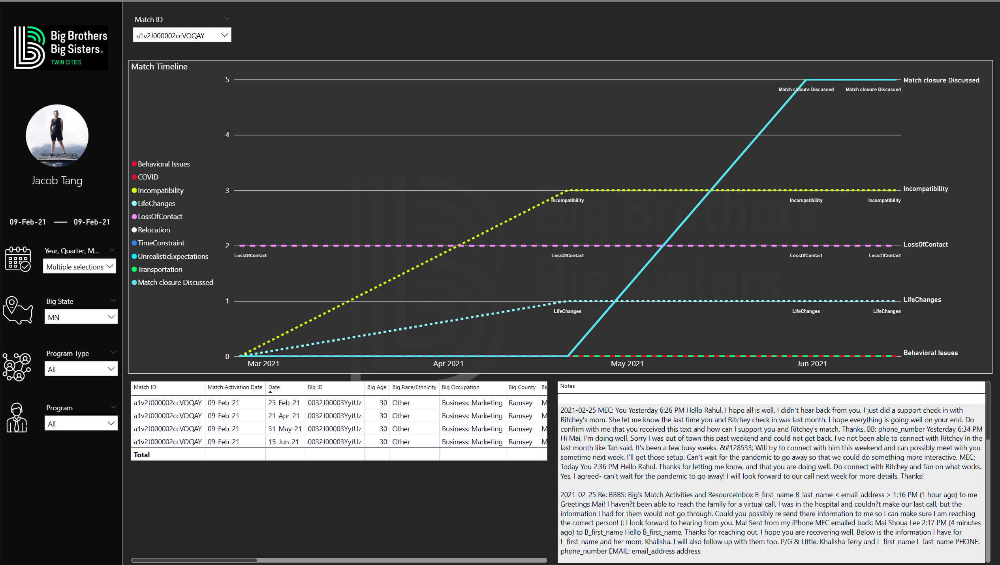 Big Brothers
Big Sisters®
TWIN CITIES
Jacob Tang
09-Feb-21 — 09-Feb-21
Year, Quarter, M...
Multiple selections
Big State
MN
Program Type
All
Program
All
Match ID
a1v2J000002ccVOQAY
Match Timeline
5
4
3
2
1
0
Behavioral Issues
COVID
Incompatibility
LifeChanges
LossOfContact
Relocation
TimeConstraint
UnrealisticExpectations
Transportation
Match closure Discussed
Match closure Discussed
Match closure Discussed Match closure Discussed
Incompatibility
Incompatibility Incompatibility Incompatibility
LossOfContact
LossOfContact LossOfContact LossOfContact LossOfContact
LifeChanges
LifeChanges LifeChanges LifeChanges
Behavioral Issues
Mar 2021 Apr 2021 May 2021 Jun 2021
Big Brothers
Big Sisters
Match ID Match Activation Date Date Big ID Big Age Big Race/Ethnicity Big Occupation Big County Big
a1v2J000002ccVOQAY 09-Feb-21 25-Feb-21 0032J00003YytUz 30 Other Business: Marketing Ramsey M
a1v2J000002ccVOQAY 09-Feb-21 21-Apr-21 0032J00003YytUz 30 Other Business: Marketing Ramsey M
a1v2J000002ccVOQAY 09-Feb-21 31-May-21 0032J00003YytUz 30 Other Business: Marketing Ramsey M
a1v2J000002ccVOQAY 09-Feb-21 15-Jun-21 0032J00003YytUz 30 Other Business: Marketing Ramsey M
Total
Notes
2021-02-25 MEC: You Yesterday 6:26 PM Hello Rahul. I hope all is well. I didn't hear back from you. I just did a support check in with
Ritchey's mom. She let me know the last time you and Ritchey check in was last month. I hope everything is going well on your end. Do
confirm with me that you received this text and how can I support you and Ritchey's match. Thanks. BB: phone_number Yesterday 6:34 PM
Hi Mai, I'm doing well. Sorry I was out of town this past weekend and could not get back. I've not been able to connect with Ritchey in the
last month like Tan said. It's been a few busy weeks. &#128533; Will try to connect with him this weekend and can possibly meet with you
sometime next week. I'll get those setup. Can't wait for the pandemic to go away so that we could do something more interactive. MEC:
Today You 2:36 PM Hello Rahul. Thanks for letting me know, and that you are doing well. Do connect with Ritchey and Tan on what works.
Yes, I agreed- can't wait for the pandemic to go away! I will look forward to our call next week for more details. Thanks!
2021-02-25 Re: BBBS: Big's Match Activities and ResourceInbox B_first_name B_last_name < email_address > 1:16 PM (1 hour ago) to me
Greetings Mai! I haven?t been able to reach the family for a virtual call. I was in the hospital and couldn?t make our last call, but the
information I had for them would not go through. Could you possibly re send there information to me so I can make sure I am reaching
the correct person! (: I look forward to hearing from you. Mal Sent from my iPhone MEC emailed back: Mai Shoua Lee 2:17 PM (4 minutes
ago) to B_first_name Hello B_first_name, Thanks for reaching out. I hope you are recovering well. Below is the information I have for
L_first_name and her mom, Khalisha. I will also follow up with them too. P/G & Little: Khalisha Terry and L_first_name L_last_name PHONE:
phone_number EMAIL: email_address address